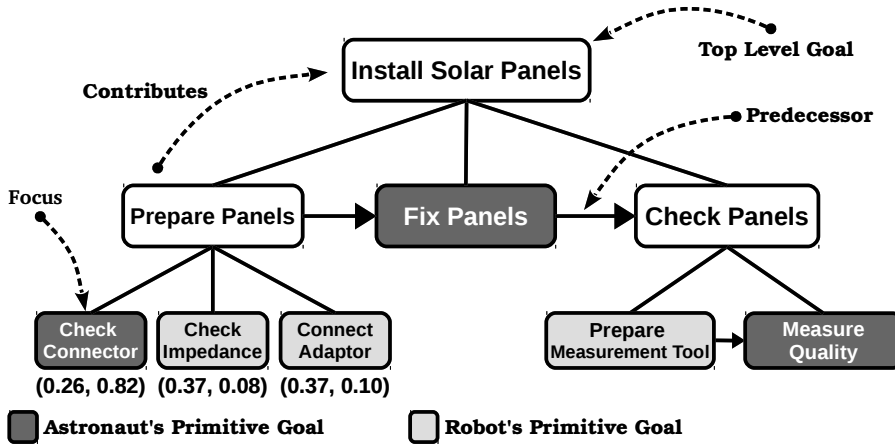 Install Solar Panels
Top Level Goal
Contributes
Predecessor
Focus
Prepare Panels
Fix Panels
Check Panels
Check
Connector
Check
Impedance
Connect
Adaptor
Prepare
Measurement Tool
Measure
Quality
(0.26, 0.82) (0.37, 0.08) (0.37, 0.10)
Astronaut's Primitive Goal
Robot's Primitive Goal